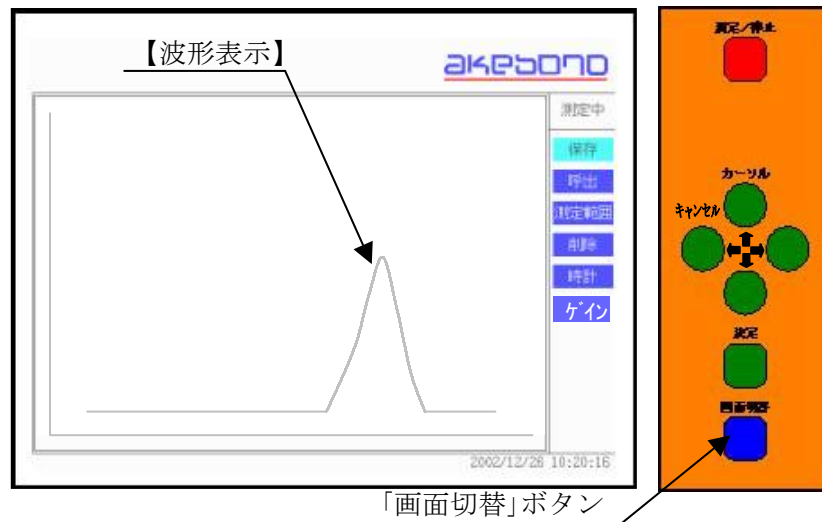 【波形表示】
akebono
測定中
保存
呼出
測定範囲
削除
時計
ゲイン
2002/12/26 10:20:16
測定/停止
カーソル
キャンセル
決定
画面切替
「画面切替」ボタン